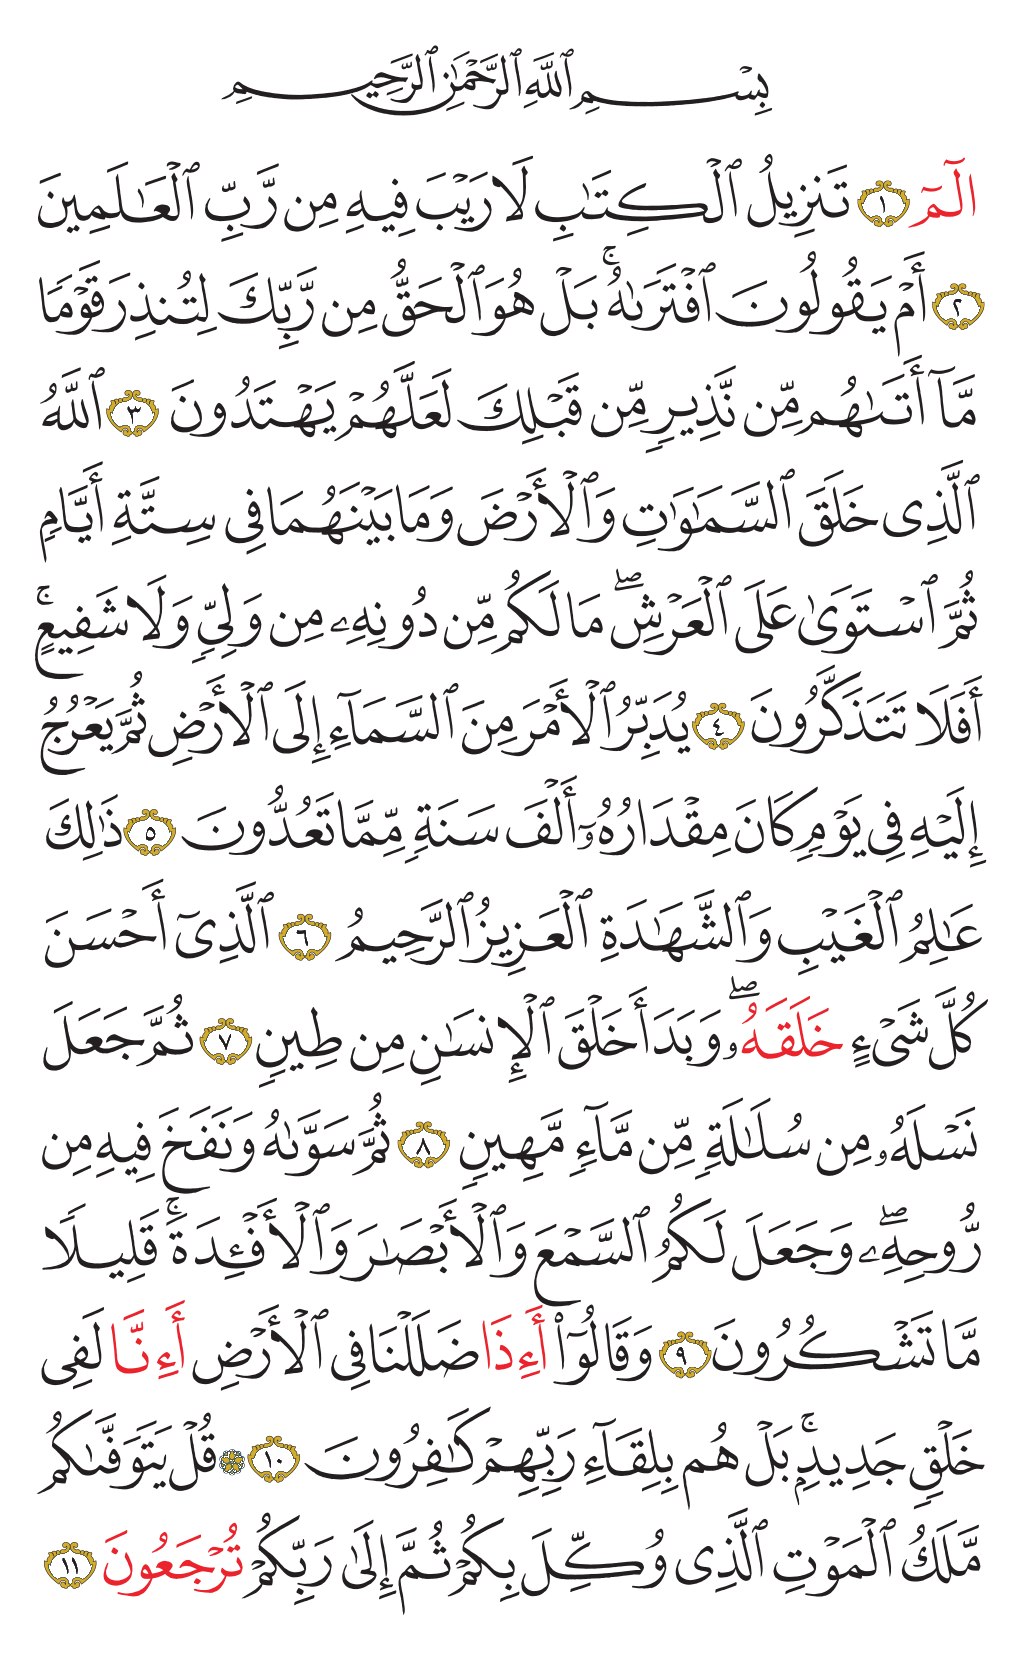 بِسۡمِ ٱللَّهِ ٱلرَّحۡمَٰنِ ٱلرَّحِيمِ
الٓمٓ ١ تَنزِيلُ ٱلۡكِتَٰبِ لَا رَيۡبَ فِيهِ مِن رَّبِّ ٱلۡعَٰلَمِينَ
٢ أَمۡ يَقُولُونَ ٱفۡتَرَىٰهُۚ بَلۡ هُوَ ٱلۡحَقُّ مِن رَّبِّكَ لِتُنذِرَ قَوۡمٗا
مَّآ أَتَىٰهُم مِّن نَّذِيرٖ مِّن قَبۡلِكَ لَعَلَّهُمۡ يَهۡتَدُونَ ٣ ٱللَّهُ
ٱلَّذِي خَلَقَ ٱلسَّمَٰوَٰتِ وَٱلۡأَرۡضَ وَمَا بَيۡنَهُمَا فِي سِتَّةِ أَيَّامٖ
ثُمَّ ٱسۡتَوَىٰ عَلَى ٱلۡعَرۡشِۖ مَا لَكُم مِّن دُونِهِۦ مِن وَلِيّٖ وَلَا شَفِيعٍۚ
أَفَلَا تَتَذَكَّرُونَ ٤ يُدَبِّرُ ٱلۡأَمۡرَ مِنَ ٱلسَّمَآءِ إِلَى ٱلۡأَرۡضِ ثُمَّ يَعۡرُجُ
إِلَيۡهِ فِي يَوۡمٖ كَانَ مِقۡدَارُهُۥٓ أَلۡفَ سَنَةٖ مِّمَّا تَعُدُّونَ ٥ ذَٰلِكَ
عَٰلِمُ ٱلۡغَيۡبِ وَٱلشَّهَٰدَةِ ٱلۡعَزِيزُ ٱلرَّحِيمُ ٦ ٱلَّذِيٓ أَحۡسَنَ
كُلَّ شَيۡءٍ خَلَقَهُۥۖ وَبَدَأَ خَلۡقَ ٱلۡإِنسَٰنِ مِن طِينٖ ٧ ثُمَّ جَعَلَ
نَسۡلَهُۥ مِن سُلَٰلَةٖ مِّن مَّآءٖ مَّهِينٖ ٨ ثُمَّ سَوَّىٰهُ وَنَفَخَ فِيهِ مِن
رُّوحِهِۦۖ وَجَعَلَ لَكُمُ ٱلسَّمۡعَ وَٱلۡأَبۡصَٰرَ وَٱلۡأَفۡـِٔدَةَۚ قَلِيلٗا
مَّا تَشۡكُرُونَ ٩ وَقَالُوٓاْ أَءِذَا ضَلَلۡنَا فِي ٱلۡأَرۡضِ أَءِنَّا لَفِي
خَلۡقٖ جَدِيدِۭۚ بَلۡ هُم بِلِقَآءِ رَبِّهِمۡ كَٰفِرُونَ ١٠ ۞ قُلۡ يَتَوَفَّىٰكُم
مَّلَكُ ٱلۡمَوۡتِ ٱلَّذِي وُكِّلَ بِكُمۡ ثُمَّ إِلَىٰ رَبِّكُمۡ تُرۡجَعُونَ ١١